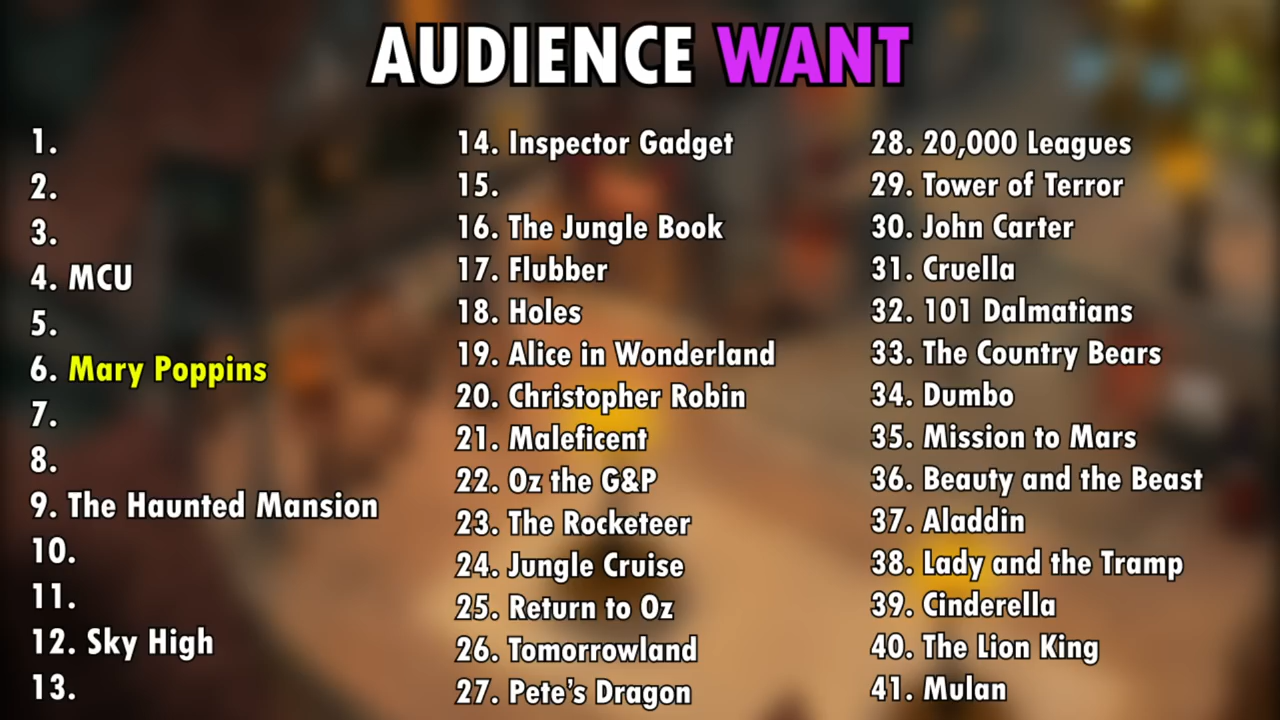 AUDIENCE WANT
1.
2.
3.
4. MCU
5.
6. Mary Poppins
7.
8.
9. The Haunted Mansion
10.
11.
12. Sky High
13.
14. Inspector Gadget
15.
16. The Jungle Book
17. Flubber
18. Holes
19. Alice in Wonderland
20. Christopher Robin
21. Maleficent
22. Oz the G&P
23. The Rocketeer
24. Jungle Cruise
25. Return to Oz
26. Tomorrowland
27. Pete's Dragon
28. 20,000 Leagues
29. Tower of Terror
30. John Carter
31. Cruella
32. 101 Dalmatians
33. The Country Bears
34. Dumbo
35. Mission to Mars
36. Beauty and the Beast
37. Aladdin
38. Lady and the Tramp
39. Cinderella
40. The Lion King
41. Mulan